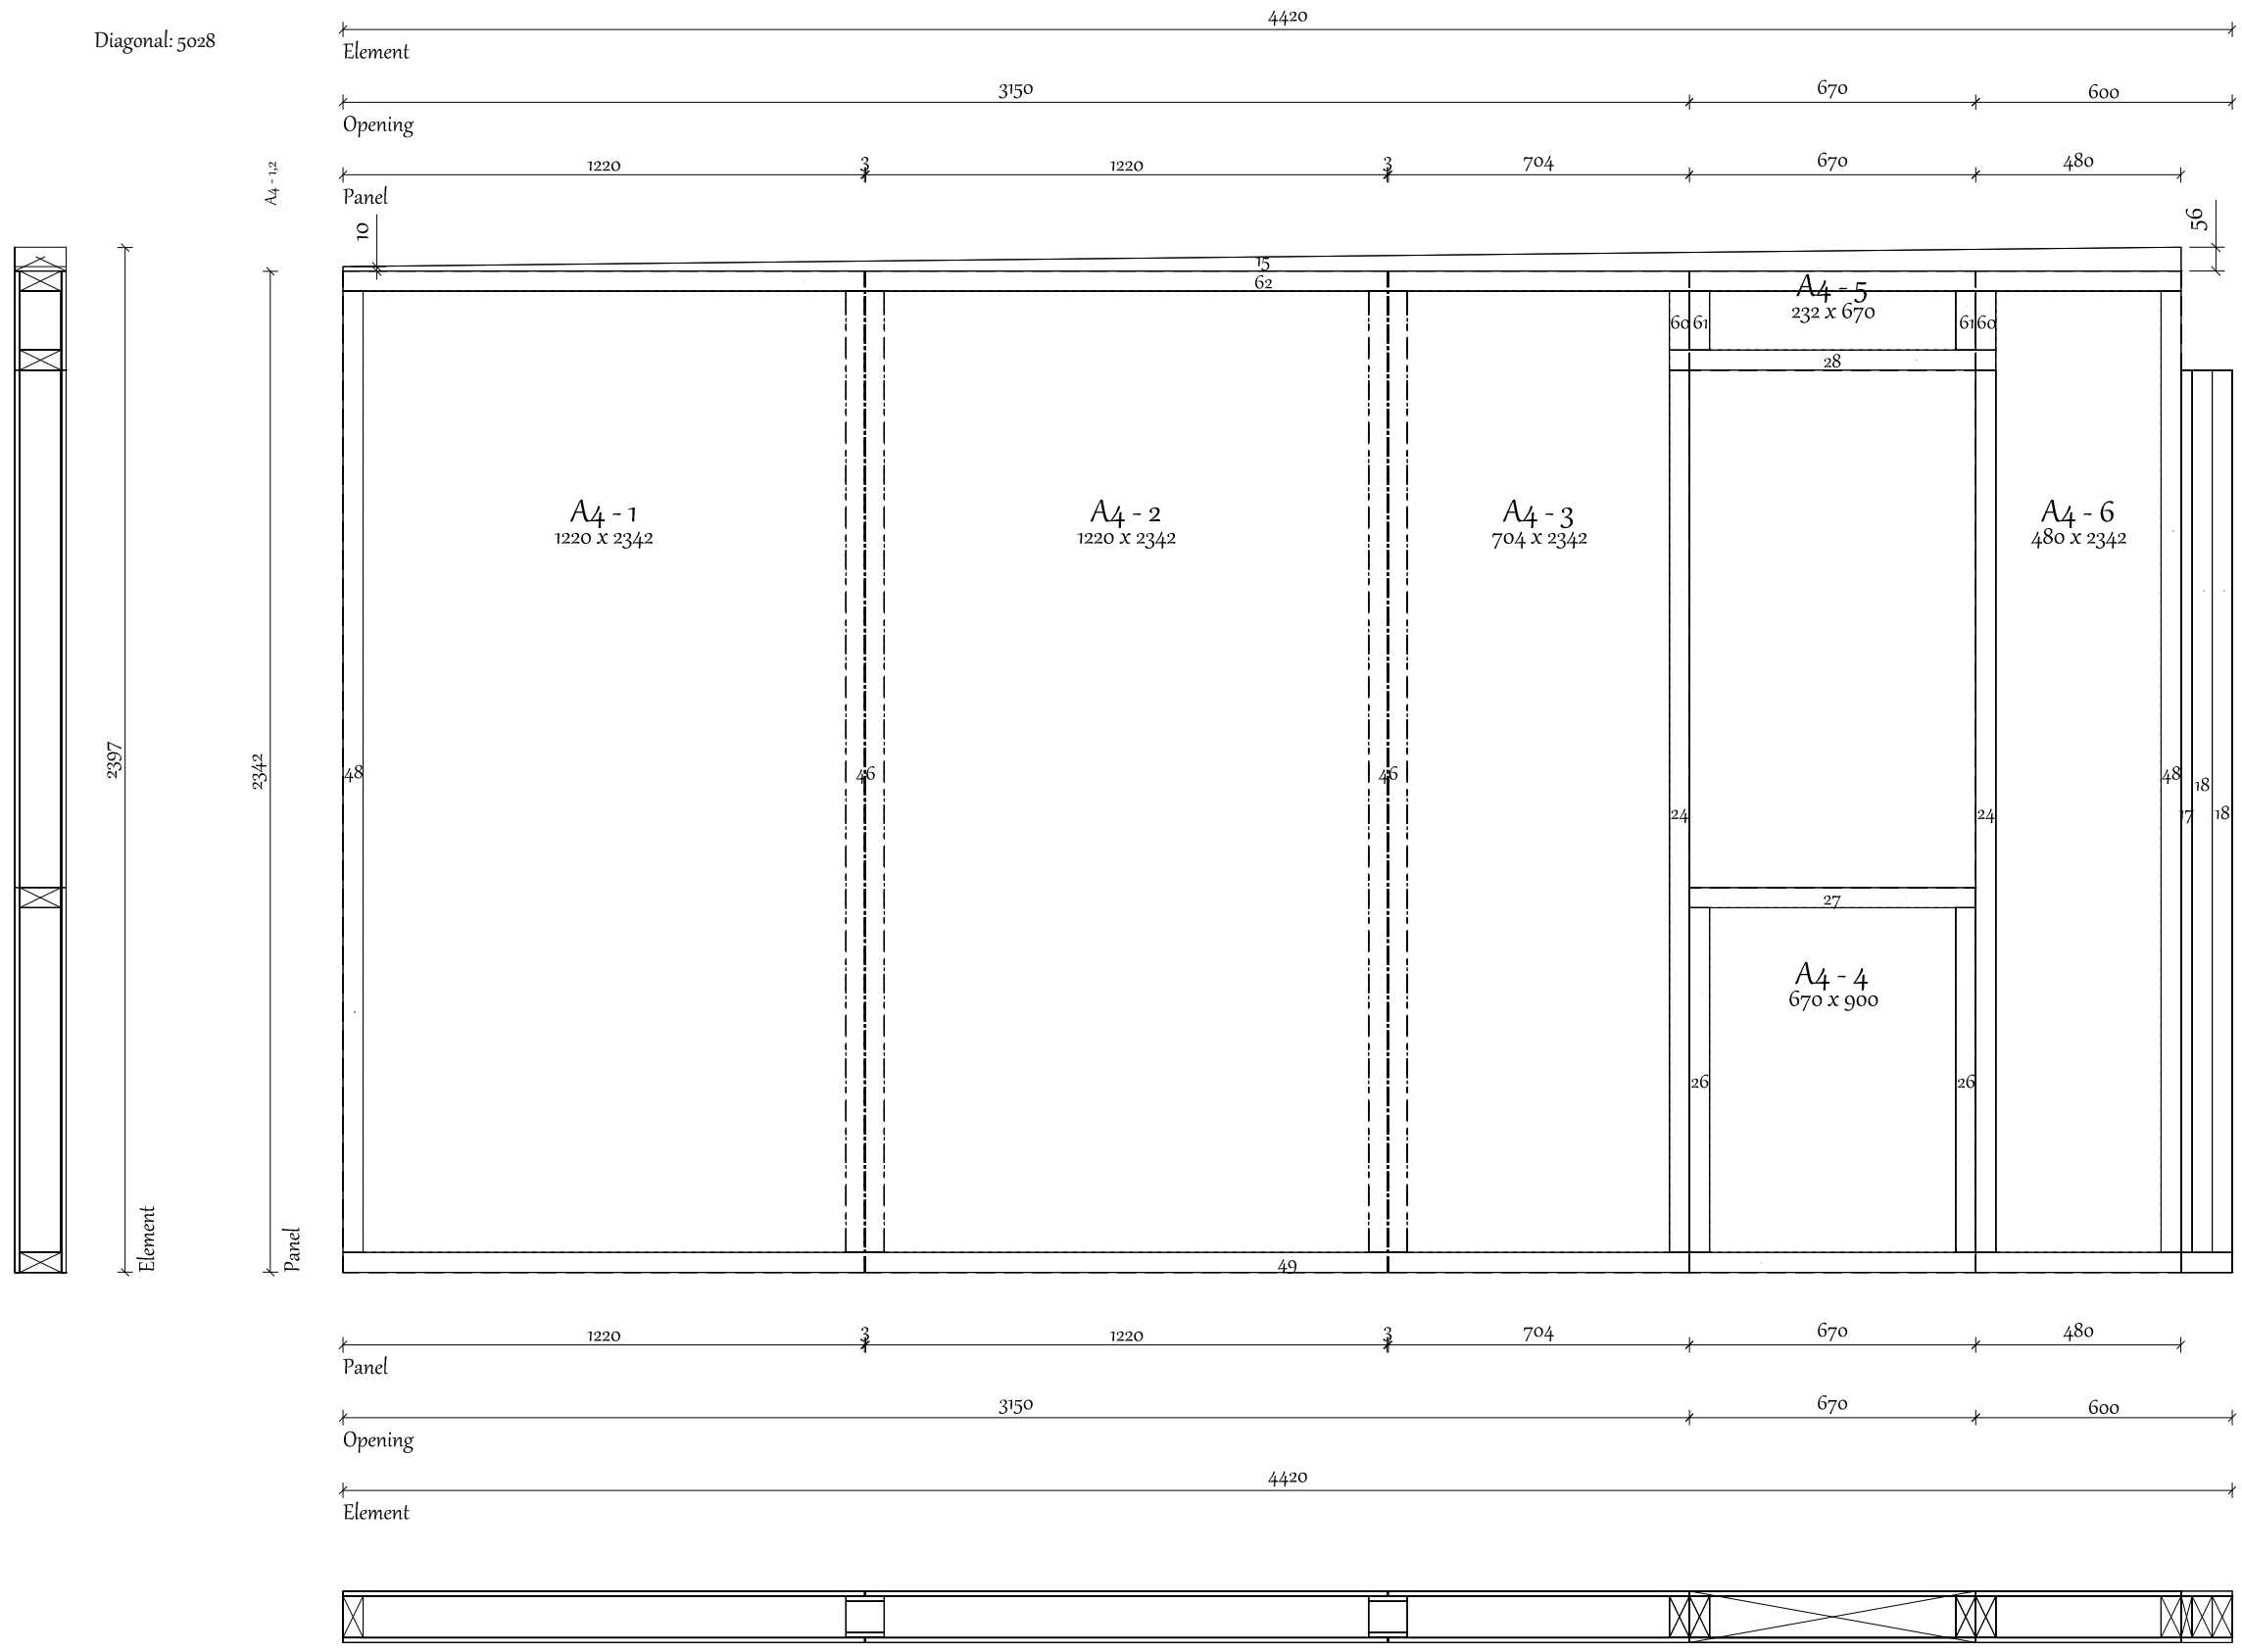 4420
Diagonal: 5028
Element
3150 670 600
Opening
1220 3 1220 3 704 670 480
A4 - 1,2
Panel
10
56
15
62
A4 - 5
232 x 670
60 61 61 60
28
A4 - 1
1220 x 2342
A4 - 2
1220 x 2342
A4 - 3
704 x 2342
A4 - 6
480 x 2342
2397
2342
48 46 46 48
18
24 24 17 18
27
A4 - 4
670 x 900
26 26
Element
Panel
49
1220 3 1220 3 704 670 480
Panel
3150 670 600
Opening
4420
Element